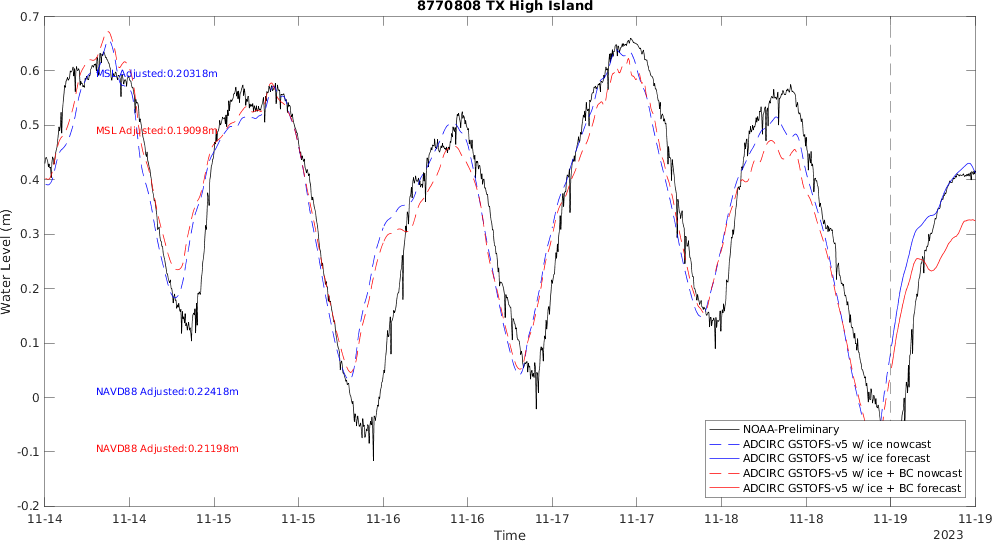 8770808 TX High Island
0.7
0.6
0.5
0.4
0.3
0.2
0.1
0
-0.1
-0.2
Water Level (m)
MSL Adjusted:0.20318m
MSL Adjusted:0.19098m
NAVD88 Adjusted:0.22418m
NAVD88 Adjusted:0.21198m
NOAA-Preliminary
ADCIRC GSTOFS-v5 w/ ice nowcast
ADCIRC GSTOFS-v5 w/ ice forecast
ADCIRC GSTOFS-v5 w/ ice + BC nowcast
ADCIRC GSTOFS-v5 w/ ice + BC forecast
11-14 11-14 11-15 11-15 11-16 11-16 11-17 11-17 11-18 11-18 11-19 11-19
Time
2023